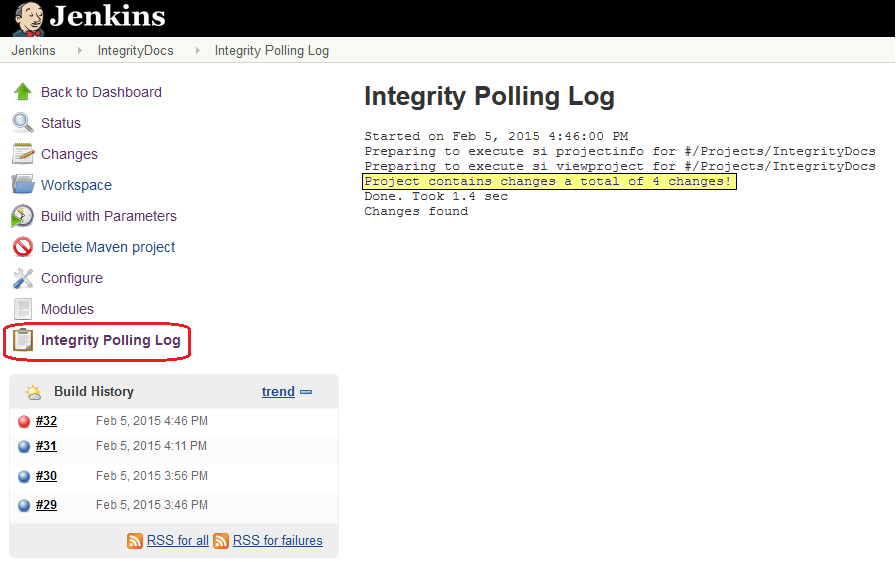 Jenkins
Jenkins IntegrityDocs Integrity Polling Log
Back to Dashboard
Status
Changes
Workspace
Build with Parameters
Delete Maven project
Configure
Modules
Integrity Polling Log
Build History trend
#32 Feb 5, 2015 4:46 PM
#31 Feb 5, 2015 4:11 PM
#30 Feb 5, 2015 3:56 PM
#29 Feb 5, 2015 3:46 PM
RSS for all RSS for failures
Integrity Polling Log
Started on Feb 5, 2015 4:46:00 PM
Preparing to execute si projectinfo for #/Projects/IntegrityDocs
Preparing to execute si viewproject for #/Projects/IntegrityDocs
Project contains changes a total of 4 changes!
Done. Took 1.4 sec
Changes found